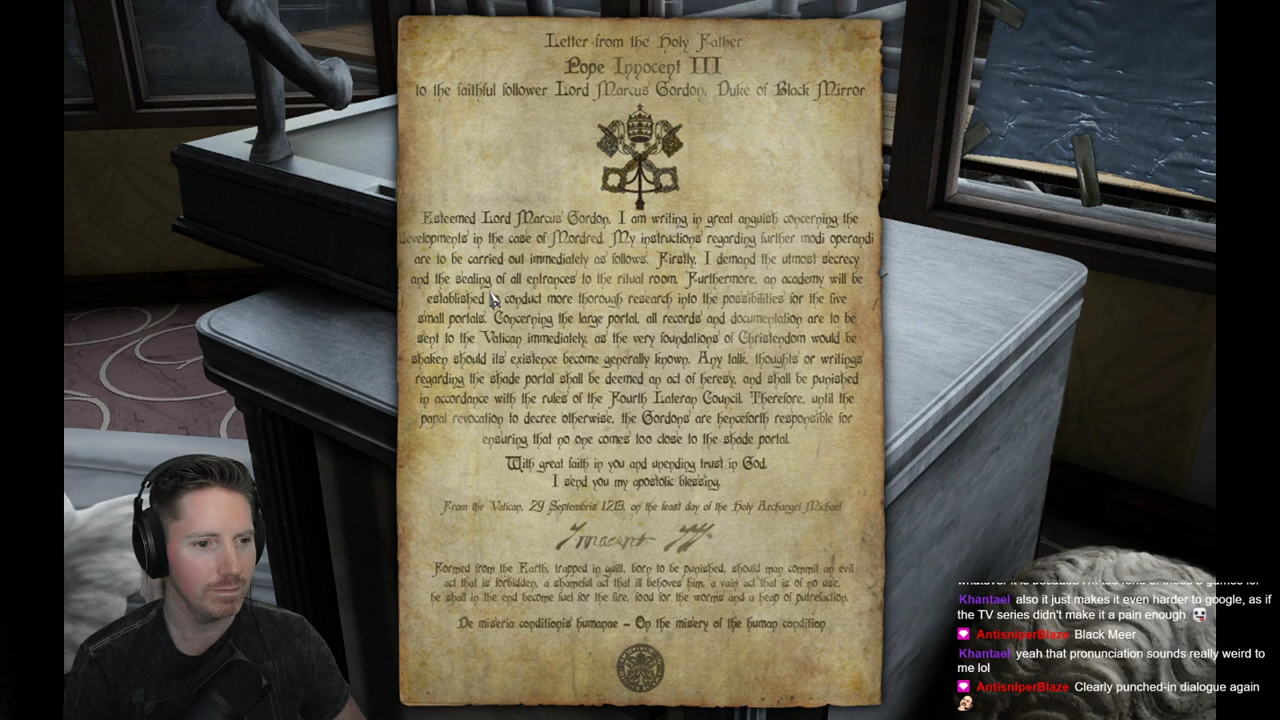 Letter from the Holy Father
Pope Innocent III
to the faithful follower Lord Marcus Gordon, Duke of Black Mirror
Esteemed Lord Marcus Gordon, I am writing in great anguish concerning the
developments in the case of Mordred. My instructions regarding further modi operandi
are to be carried out immediately as follows. Firstly, I demand the utmost secrecy
and the sealing of all entrances to the ritual room. Furthermore, an academy will be
established conduct more thorough research into the possibilities for the five
small portals. Concerning the large portal, all records and documentation are to be
sent to the Vatican immediately, as the very foundations of Christendom would be
shaken should its existence become generally known. Any talk, thoughts or writings
regarding the shade portal shall be deemed an act of heresy, and shall be punished
in accordance with the rules of the Fourth Lateran Council. Therefore, until the
papal revocation to decree otherwise, the Gordons are henceforth responsible for
ensuring that no one comes too close to the shade portal.
With great faith in you and unending trust in God,
I send you my apostolic blessing.
From the Vatican, 29 Septembris 1213, on the feast day of the Holy Archangel Michael
Innocent III.
Formed from the Earth, trapped in guilt, born to be punished, should man commit an evil
act that is forbidden, a shameful act that ill behoves him, a vain act that is of no use,
he shall in the end become fuel for the fire, food for the worms and a heap of putrefaction.
De miseria conditionis humanae - On the misery of the human condition
Khantael also it just makes it even harder to google, as if
the TV series didn't make it a pain enough
AntisniperBlaze Black Meer
Khantael yeah that pronunciation sounds really weird to
me lol
AntisniperBlaze Clearly punched-in dialogue again